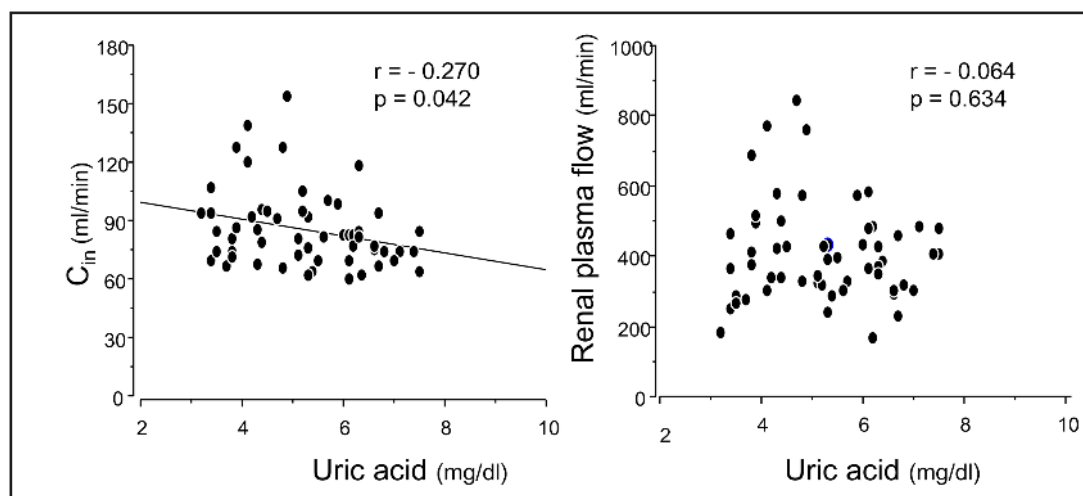 C_in (ml/min)
180
150
120
90
60
30
0
r = - 0.270
p = 0.042
2
4
6
8
10
Uric acid (mg/dl)
Renal plasma flow (ml/min)
1000
800
600
400
200
0
r = - 0.064
p = 0.634
2
4
6
8
10
Uric acid (mg/dl)